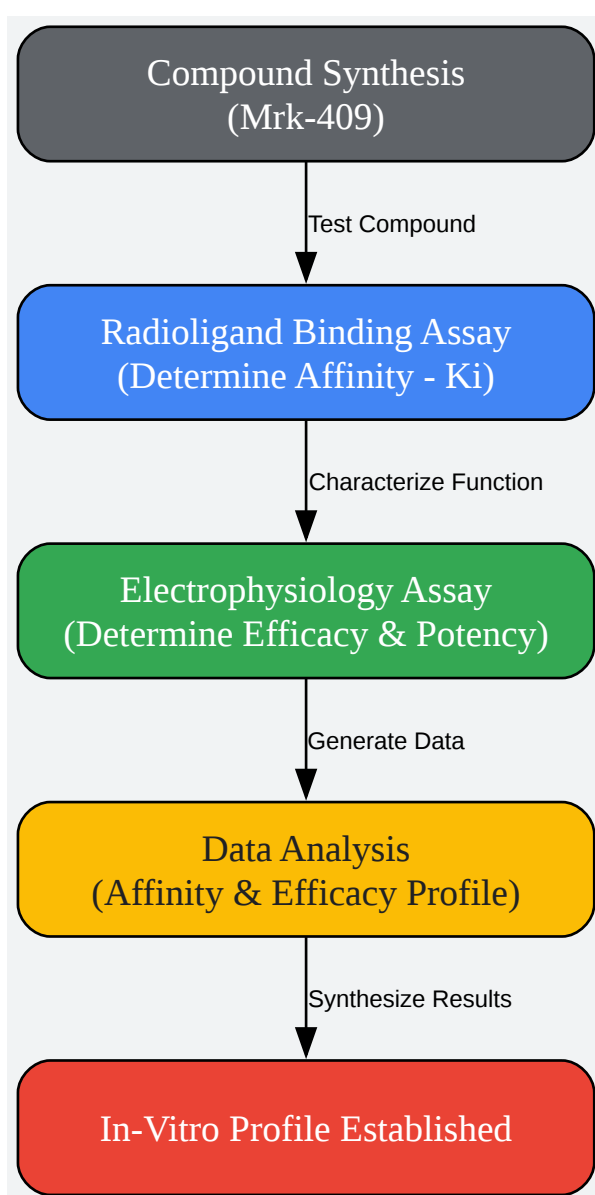 Compound Synthesis
(Mrk-409)
Test Compound
Radioligand Binding Assay
(Determine Affinity - Ki)
Characterize Function
Electrophysiology Assay
(Determine Efficacy & Potency)
Generate Data
Data Analysis
(Affinity & Efficacy Profile)
Synthesize Results
In-Vitro Profile Established